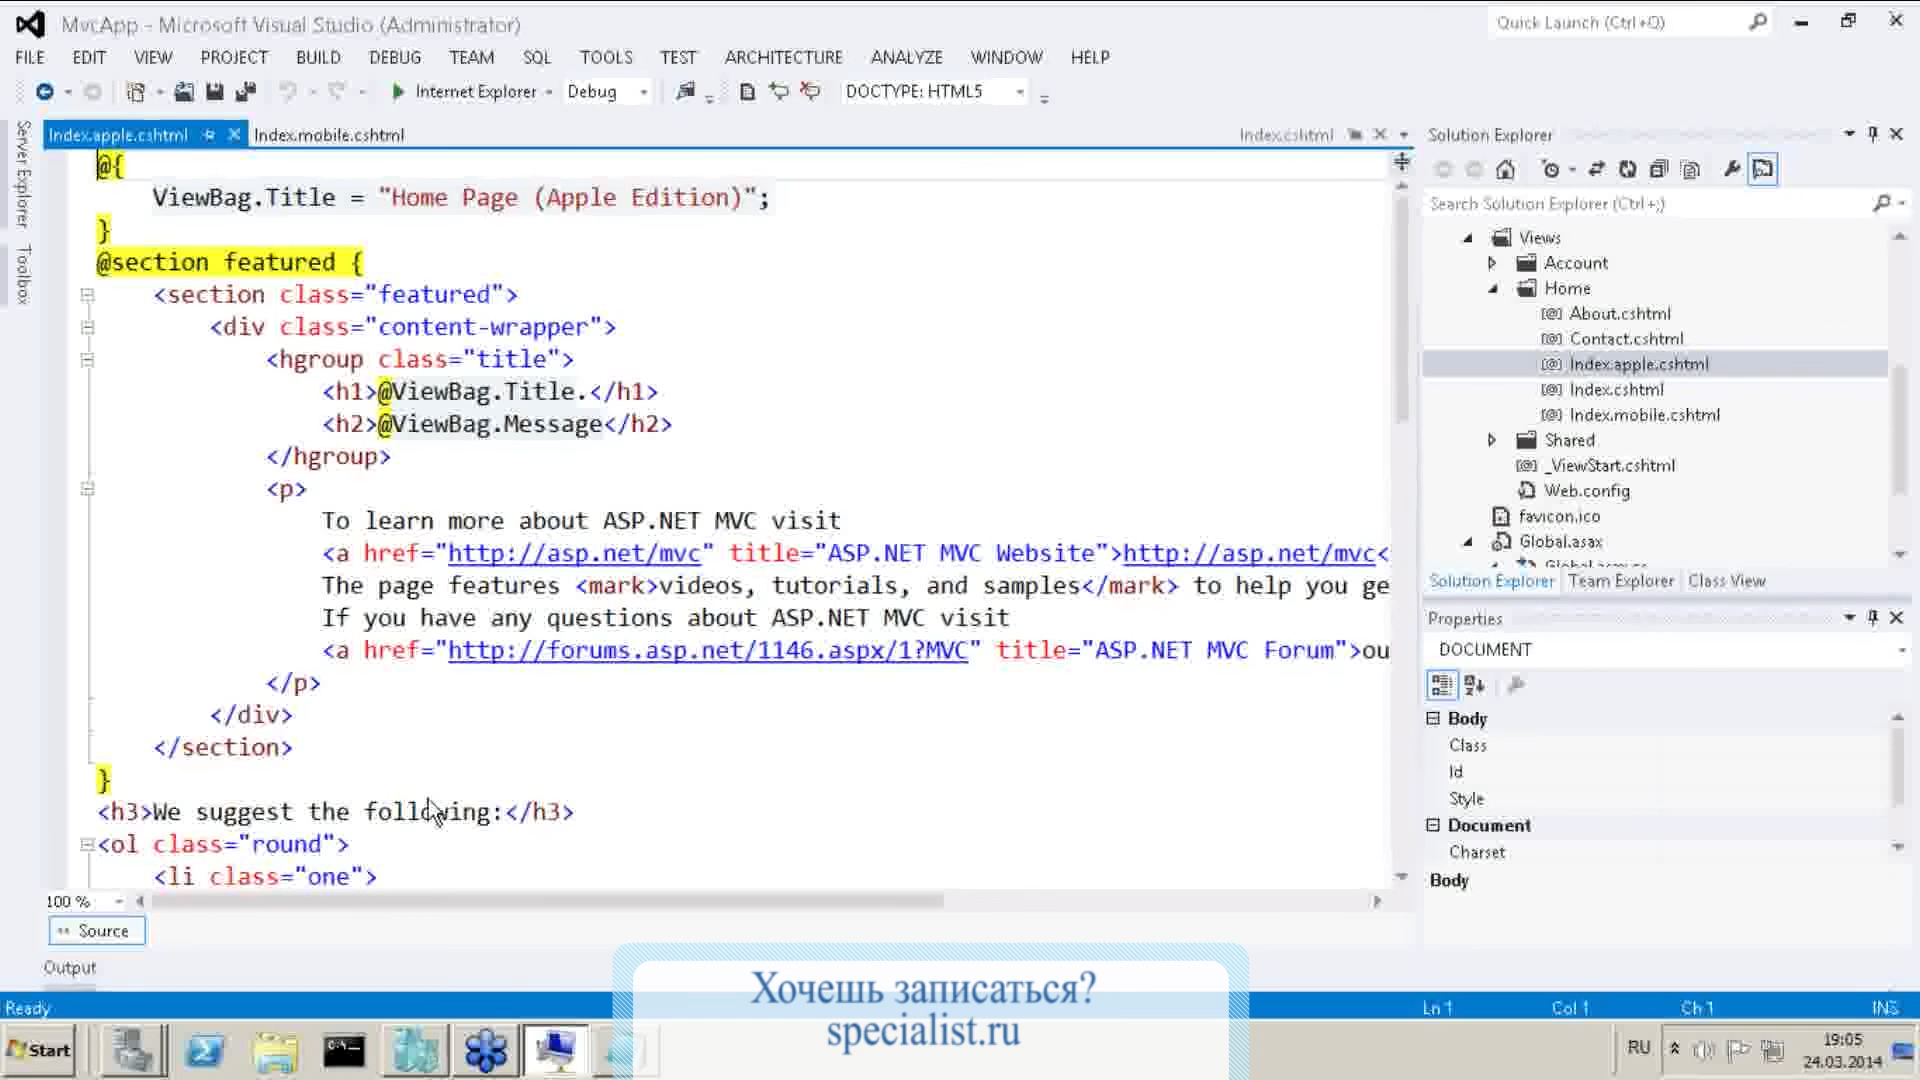 MvcApp - Microsoft Visual Studio (Administrator)
Quick Launch (Ctrl+Q)
FILE EDIT VIEW PROJECT BUILD DEBUG TEAM SQL TOOLS TEST ARCHITECTURE ANALYZE WINDOW HELP
Internet Explorer Debug DOCTYPE: HTML5
Server Explorer
Toolbox
Index.apple.cshtml Index.mobile.cshtml Index.cshtml
@{
ViewBag.Title = "Home Page (Apple Edition)";
}
@section featured {
<section class="featured">
<div class="content-wrapper">
<hgroup class="title">
<h1>@ViewBag.Title.</h1>
<h2>@ViewBag.Message</h2>
</hgroup>
<p>
To learn more about ASP.NET MVC visit
<a href="http://asp.net/mvc" title="ASP.NET MVC Website">http://asp.net/mvc<
The page features <mark>videos, tutorials, and samples</mark> to help you ge
If you have any questions about ASP.NET MVC visit
<a href="http://forums.asp.net/1146.aspx/1?MVC" title="ASP.NET MVC Forum">ou
</p>
</div>
</section>
}
<h3>We suggest the following:</h3>
<ol class="round">
<li class="one">
100 %
Source
Output
Solution Explorer
Search Solution Explorer (Ctrl+;)
Views
Account
Home
About.cshtml
Contact.cshtml
Index.apple.cshtml
Index.cshtml
Index.mobile.cshtml
Shared
_ViewStart.cshtml
Web.config
favicon.ico
Global.asax
Solution Explorer Team Explorer Class View
Properties
DOCUMENT
Body
Class
Id
Style
Document
Charset
Body
Ready Ln 1 Col 1 Ch 1 INS
Хочешь записаться?
specialist.ru
Start
RU
19:05
24.03.2014